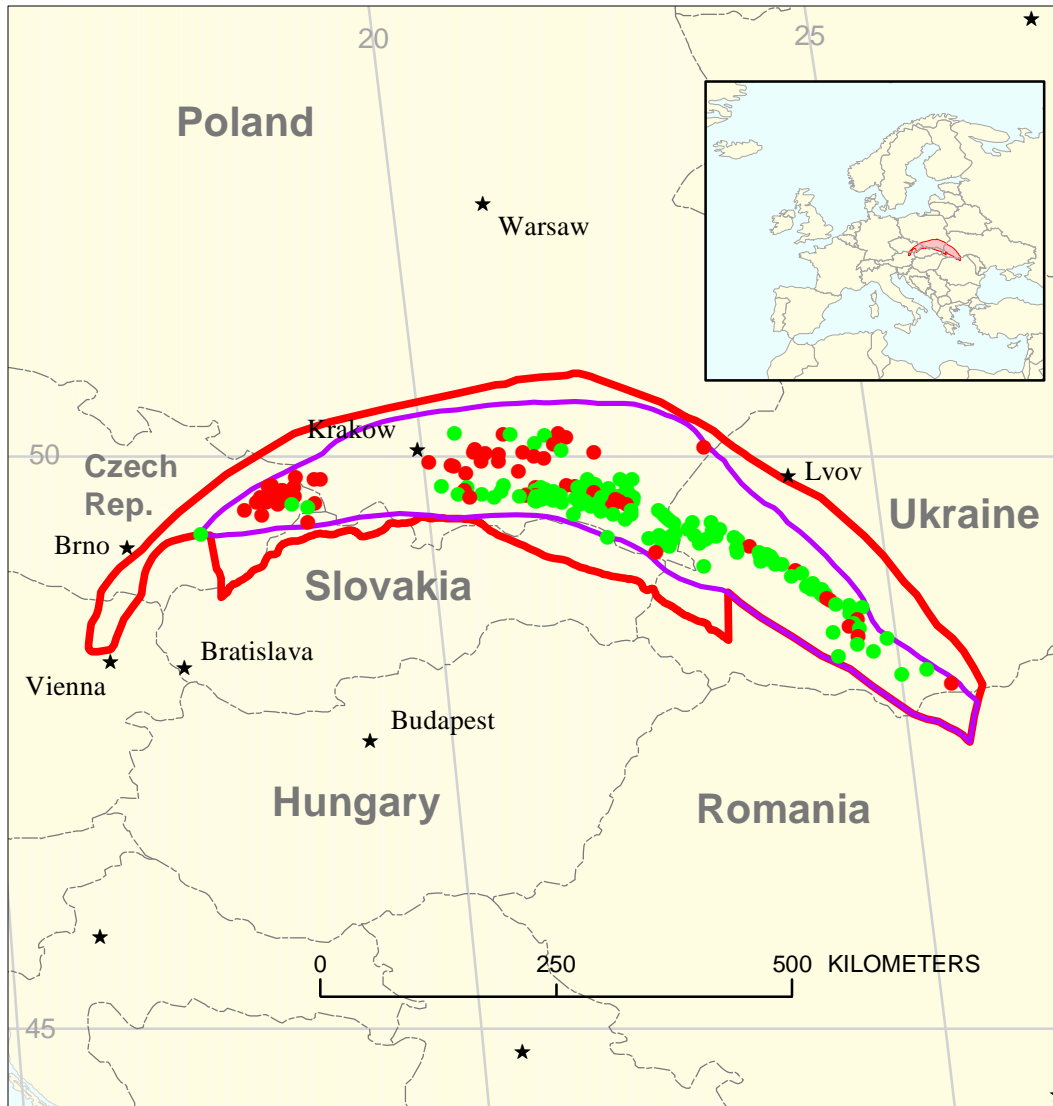 20
25
Poland
Warsaw
Krakow
50
Czech
Rep.
Lvov
Ukraine
Brno
Slovakia
Bratislava
Vienna
Budapest
Hungary
Romania
0
250
500 KILOMETERS
45